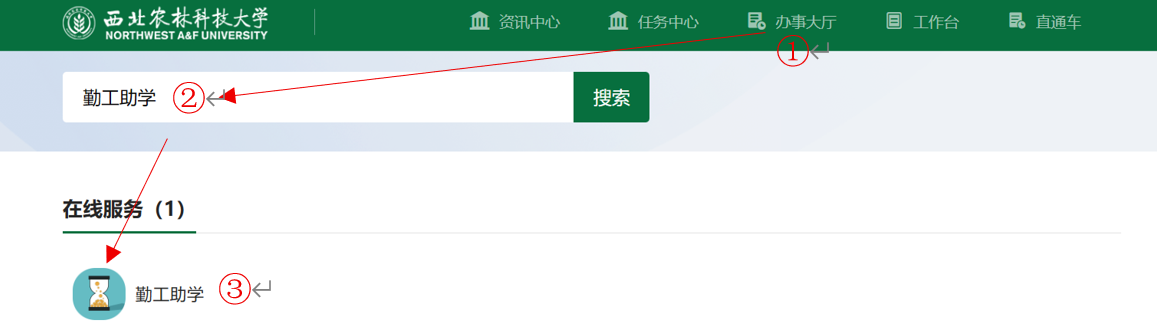 西北农林科技大学
NORTHWEST A&F UNIVERSITY
资讯中心 任务中心 办事大厅 工作台 直通车
①
勤工助学 ② 搜索
在线服务（1）
勤工助学 ③